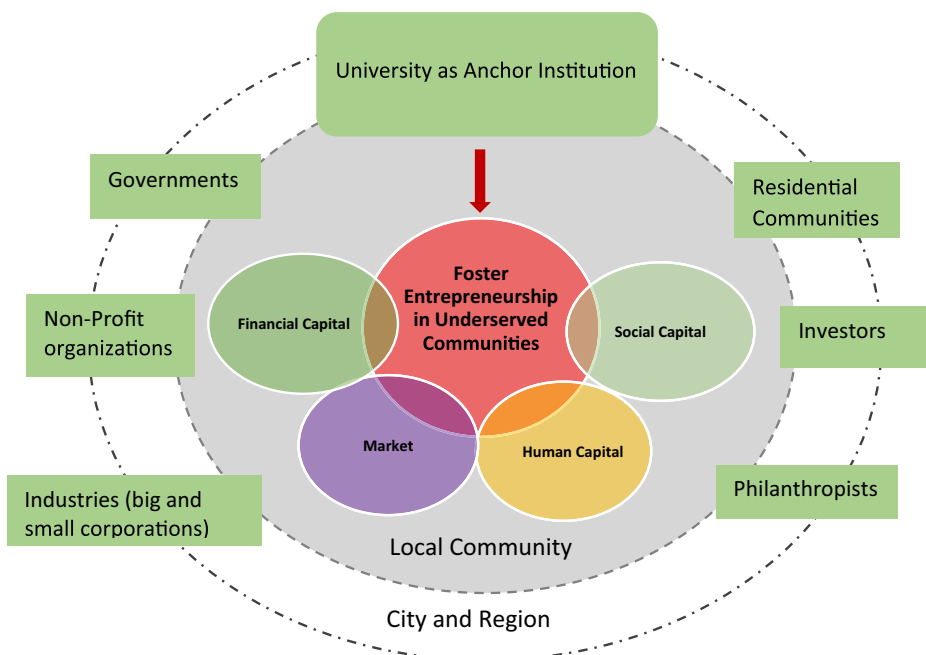 University as Anchor Institution
Governments
Residential
Communities
Foster
Entrepreneurship
in Underserved
Communities
Financial Capital
Social Capital
Non-Profit
organizations
Investors
Market
Human Capital
Industries (big and
small corporations)
Philanthropists
Local Community
City and Region